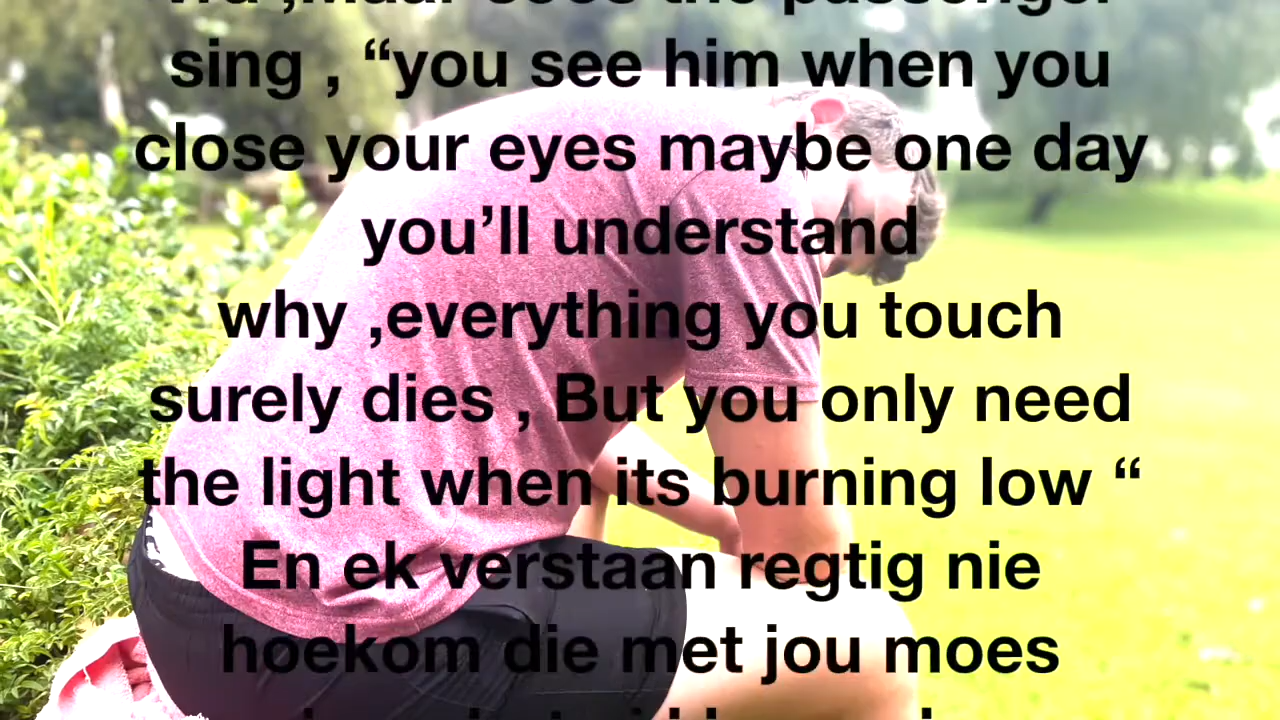 sing , “you see him when you
close your eyes maybe one day
you’ll understand
why ,everything you touch
surely dies , But you only need
the light when its burning low “
En ek verstaan regtig nie
hoekom die met jou moes